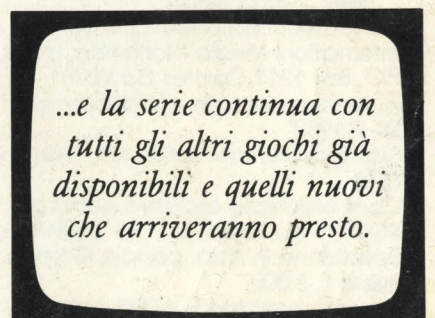 ...e la serie continua con
tutti gli altri giochi già
disponibili e quelli nuovi
che arriveranno presto.